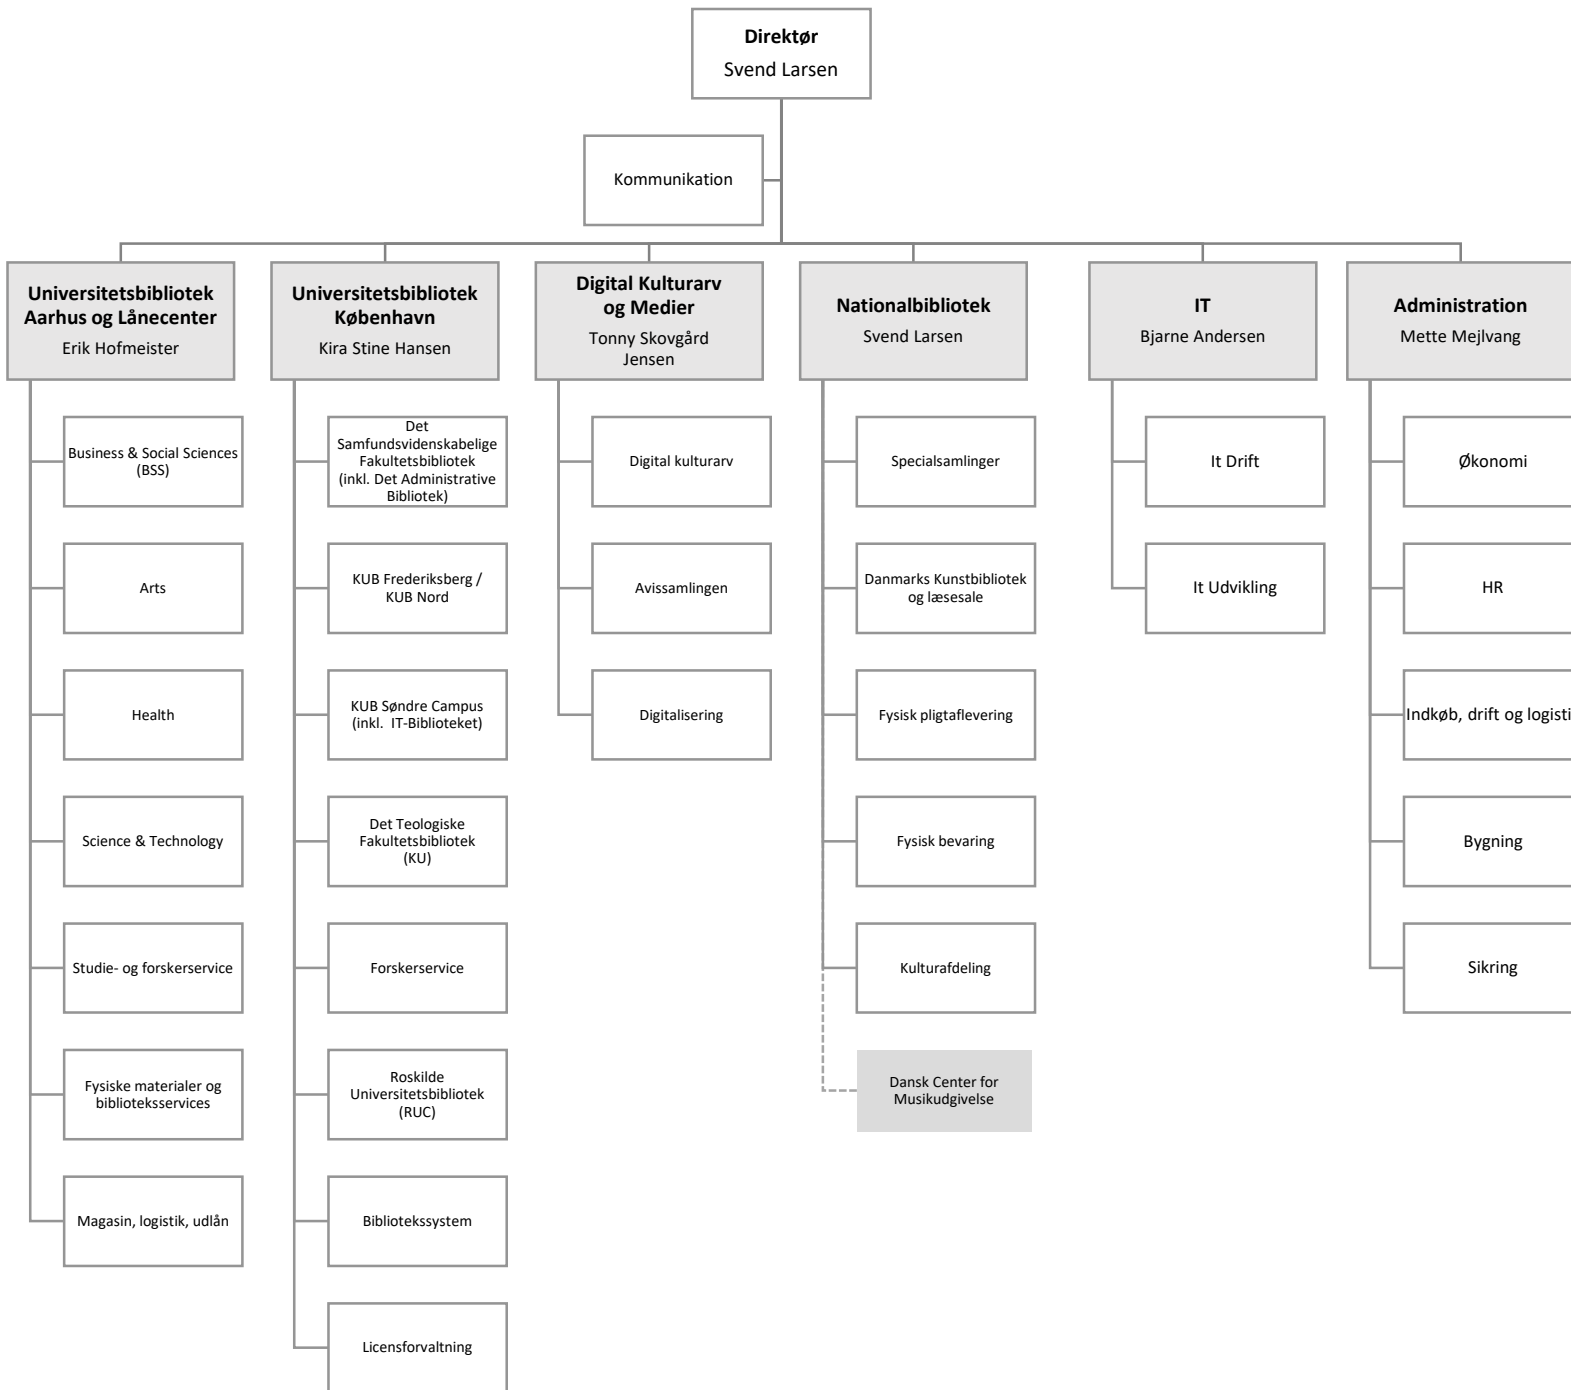 Direktør
Svend Larsen
Kommunikation
Universitetsbibliotek
Aarhus og Lånecenter
Erik Hofmeister
Universitetsbibliotek
København
Kira Stine Hansen
Digital Kulturarv
og Medier
Tonny Skovgård
Jensen
Nationalbibliotek
Svend Larsen
IT
Bjarne Andersen
Administration
Mette Mejlvang
Business & Social Sciences
(BSS)
Arts
Health
Science & Technology
Studie- og forskerservice
Fysiske materialer og
biblioteksservices
Magasin, logistik, udlån
Det
Samfundsvidenskabelige
Fakultetsbibliotek
(inkl. Det Administrative
Bibliotek)
KUB Frederiksberg /
KUB Nord
KUB Søndre Campus
(inkl.  IT-Biblioteket)
Det Teologiske
Fakultetsbibliotek
(KU)
Forskerservice
Roskilde
Universitetsbibliotek
(RUC)
Bibliotekssystem
Licensforvaltning
Digital kulturarv
Avissamlingen
Digitalisering
Specialsamlinger
Danmarks Kunstbibliotek
og læsesale
Fysisk pligtaflevering
Fysisk bevaring
Kulturafdeling
Dansk Center for
Musikudgivelse
It Drift
It Udvikling
Økonomi
HR
Indkøb, drift og logisti
Bygning
Sikring